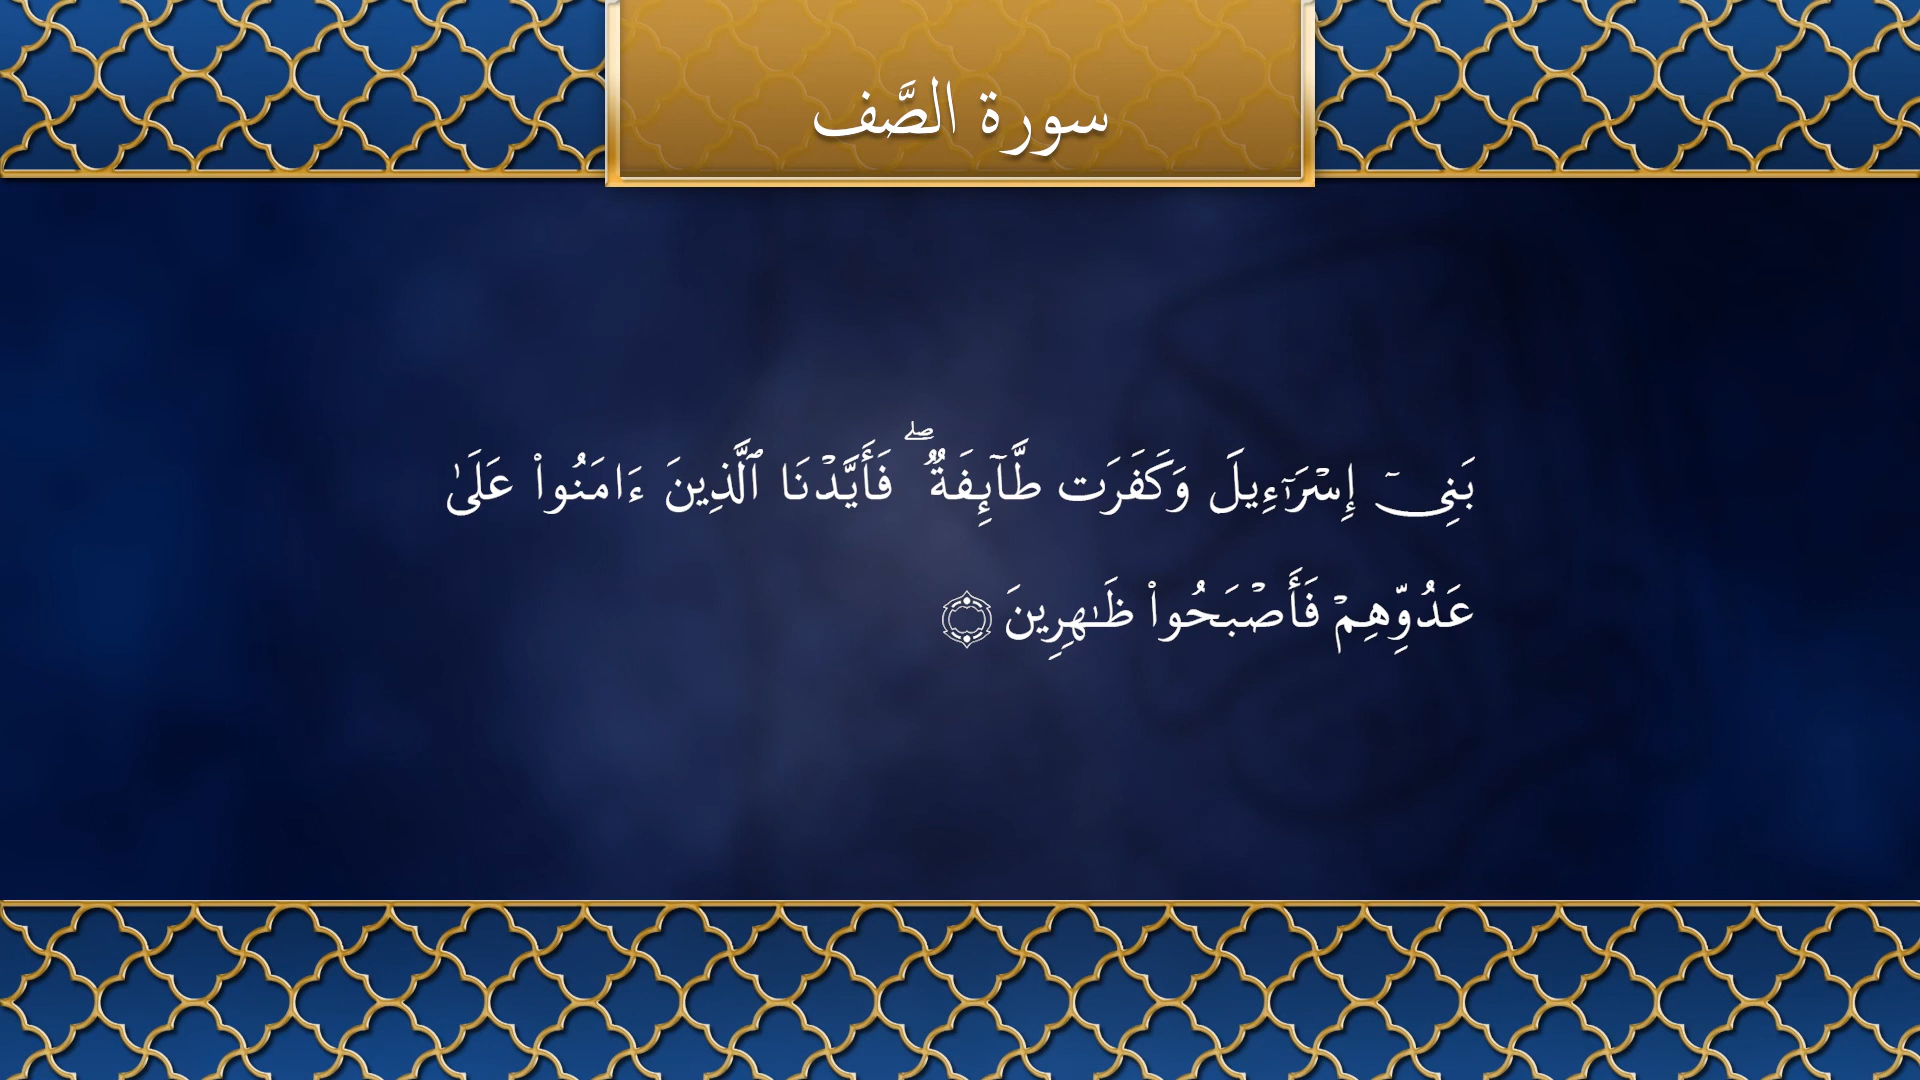 سورة الصَّف
بَنِىٓ إِسْرَٰٓءِيلَ وَكَفَرَت طَّآئِفَةٌ ۖ فَأَيَّدْنَا ٱلَّذِينَ ءَامَنُوا۟ عَلَىٰ
عَدُوِّهِمْ فَأَصْبَحُوا۟ ظَـٰهِرِينَ ۝